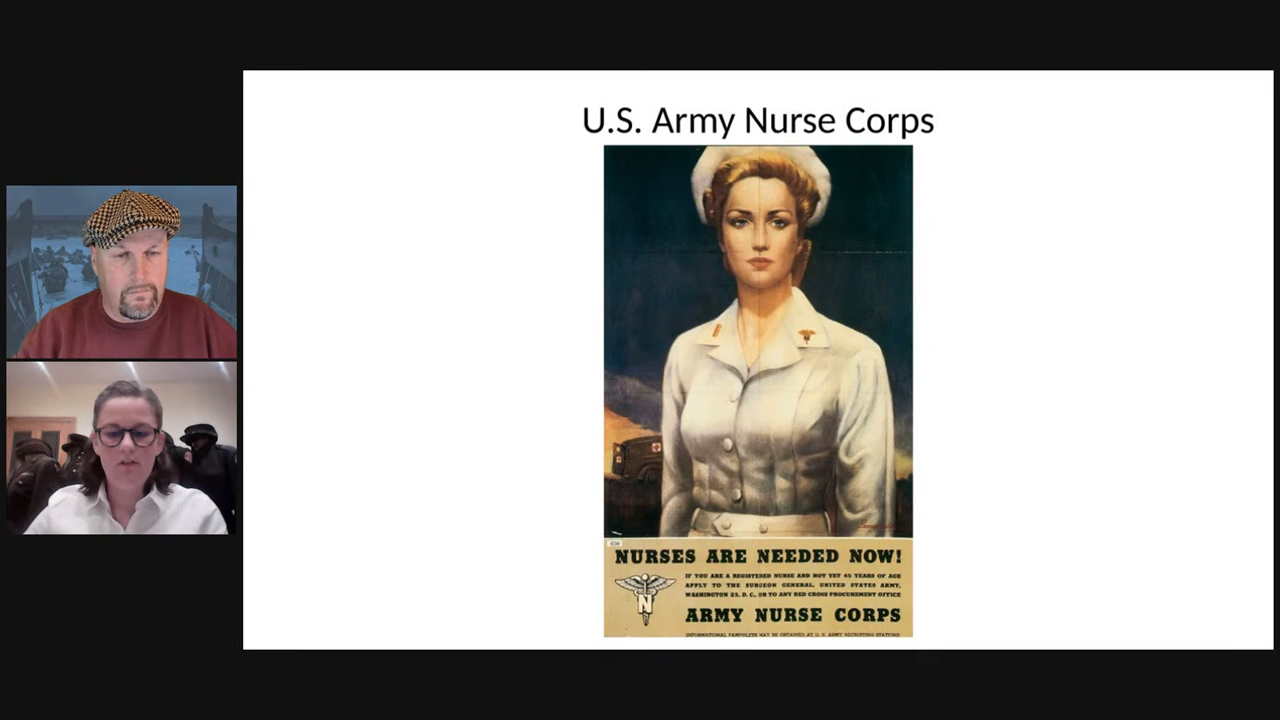 U.S. Army Nurse Corps
NURSES ARE NEEDED NOW!
IF YOU ARE A REGISTERED NURSE AND NOT YET 45 YEARS OF AGE
APPLY TO THE SURGEON GENERAL, UNITED STATES ARMY,
WASHINGTON 25, D. C., OR TO ANY RED CROSS PROCUREMENT OFFICE
N
ARMY NURSE CORPS
INFORMATIONAL PAMPHLETS MAY BE OBTAINED AT U. S. ARMY RECRUITING STATIONS